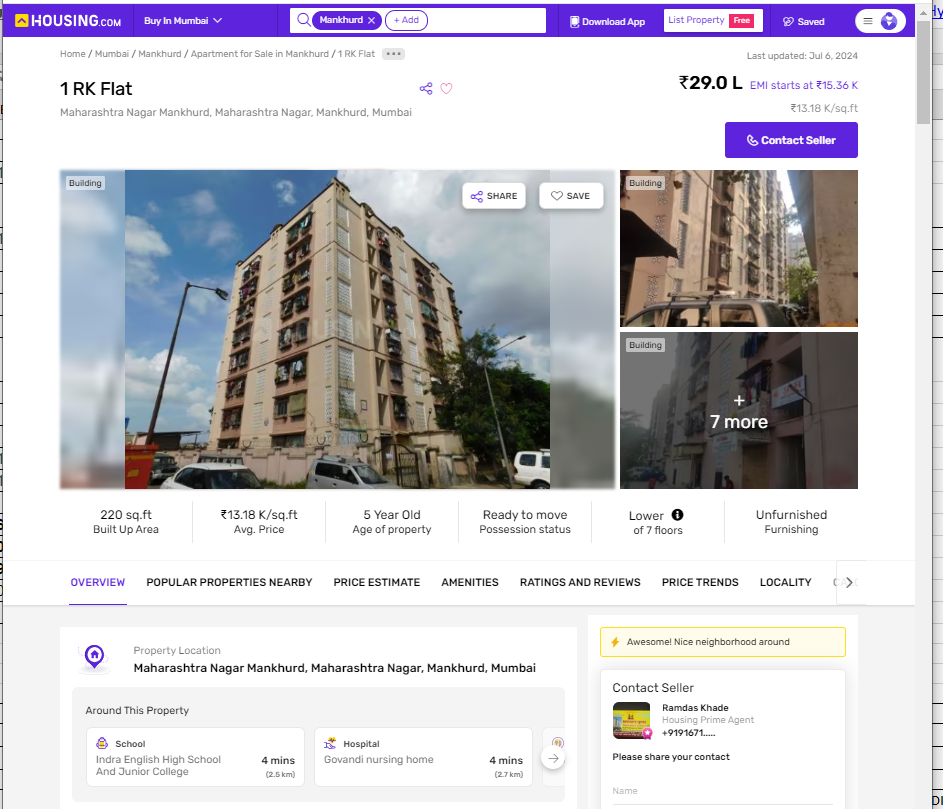 HOUSING.COM
Buy In Mumbai
Mankhurd
+ Add
Download App
List Property Free
Saved
Home / Mumbai / Mankhurd / Apartment for Sale in Mankhurd / 1 RK Flat
Last updated: Jul 6, 2024
1 RK Flat
₹29.0 L EMI starts at ₹15.36 K
Maharashtra Nagar Mankhurd, Maharashtra Nagar, Mankhurd, Mumbai
₹13.18 K/sq.ft
Contact Seller
Building
SHARE
SAVE
Building
Building
+
7 more
220 sq.ft
Built Up Area
₹13.18 K/sq.ft
Avg. Price
5 Year Old
Age of property
Ready to move
Possession status
Lower
of 7 floors
Unfurnished
Furnishing
OVERVIEW
POPULAR PROPERTIES NEARBY
PRICE ESTIMATE
AMENITIES
RATINGS AND REVIEWS
PRICE TRENDS
LOCALITY
Property Location
Maharashtra Nagar Mankhurd, Maharashtra Nagar, Mankhurd, Mumbai
Around This Property
School
Indra English High School
And Junior College
4 mins
(2.5 km)
Hospital
Govandi nursing home
4 mins
(2.7 km)
Awesome! Nice neighborhood around
Contact Seller
Ramdas Khade
Housing Prime Agent
+9191671.....
Please share your contact
Name